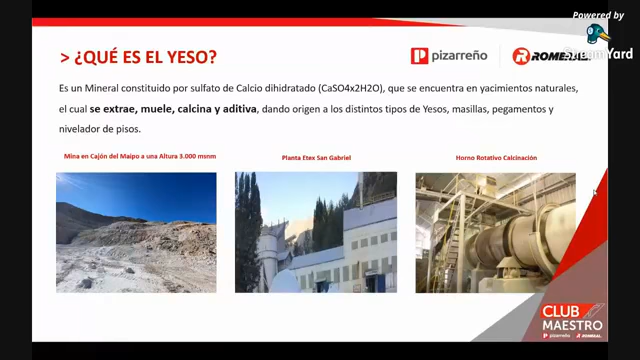 Powered by
StreamYard
> ¿QUÉ ES EL YESO?
pizarreño
ROMERAL
Es un Mineral constituido por sulfato de Calcio dihidratado (CaSO4x2H2O), que se encuentra en yacimientos naturales,
el cual se extrae, muele, calcina y aditiva, dando origen a los distintos tipos de Yesos, masillas, pegamentos y
nivelador de pisos.
Mina en Cajón del Maipo a una Altura 3.000 msnm
Planta Etex San Gabriel
Horno Rotativo Calcinación
CLUB
MAESTRO
pizarreño ROMERAL